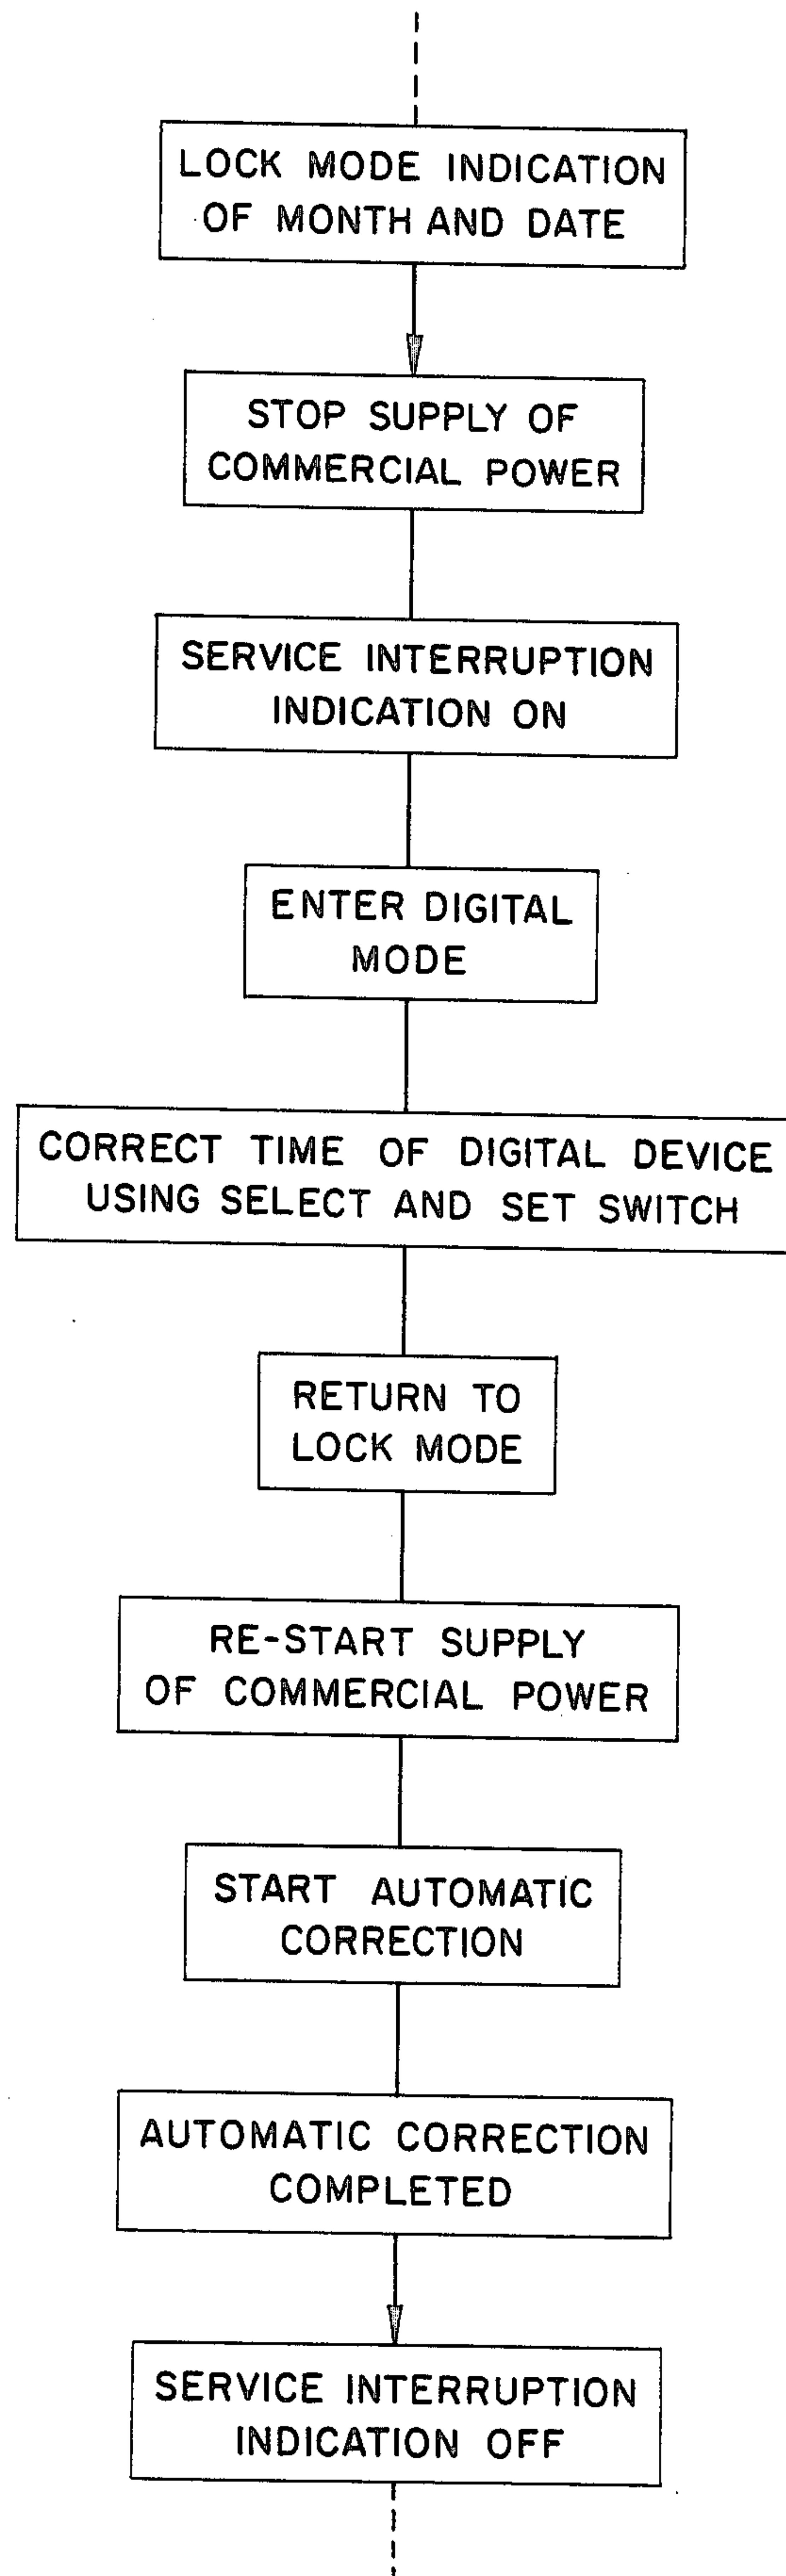 LOCK MODE INDICATION
OF MONTH AND DATE
STOP SUPPLY OF
COMMERCIAL POWER
SERVICE INTERRUPTION
INDICATION ON
ENTER DIGITAL
MODE
CORRECT TIME OF DIGITAL DEVICE
USING SELECT AND SET SWITCH
RETURN TO
LOCK MODE
RE-START SUPPLY
OF COMMERCIAL POWER
START AUTOMATIC
CORRECTION
AUTOMATIC CORRECTION
COMPLETED
SERVICE INTERRUPTION
INDICATION OFF